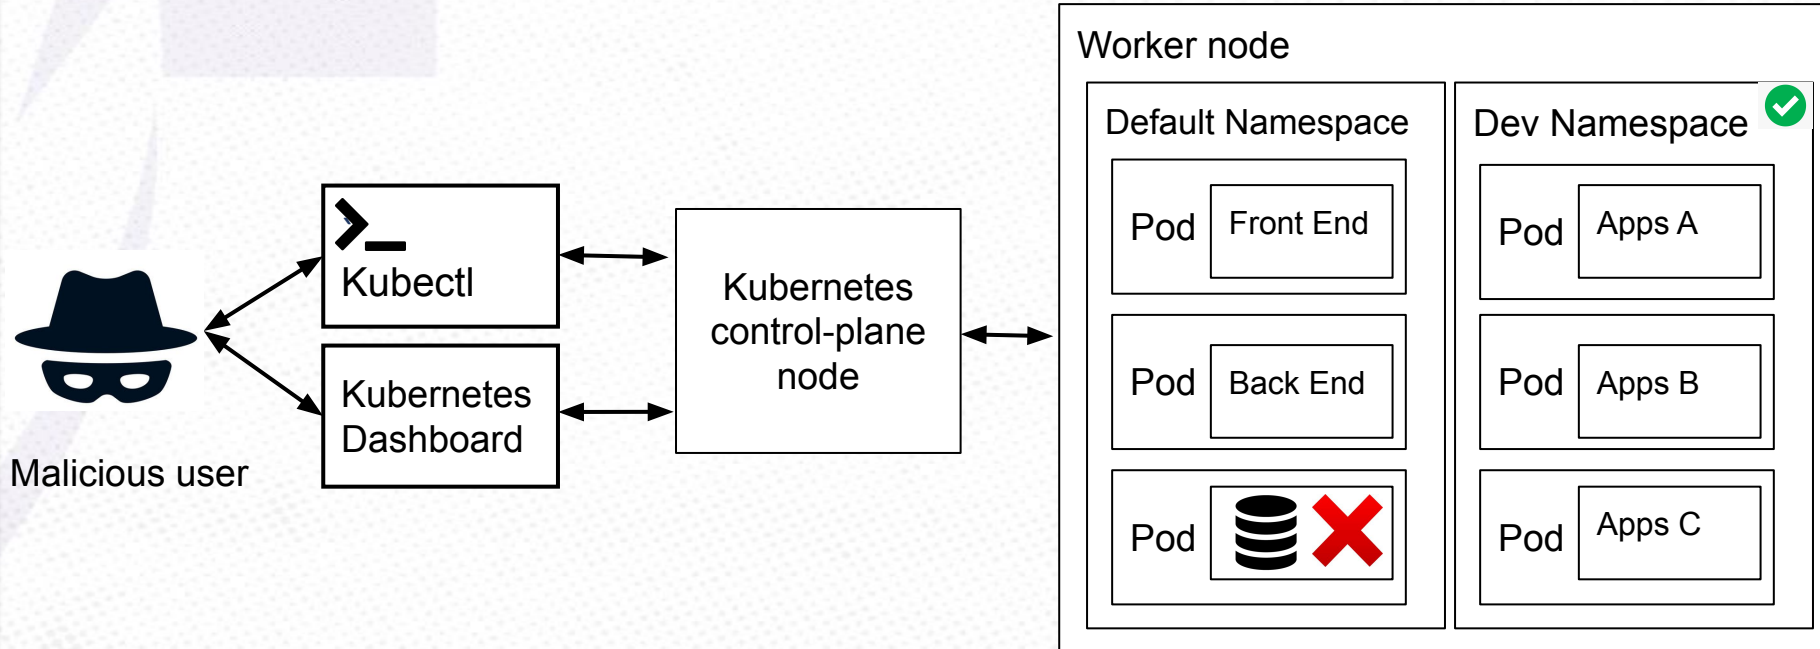 Worker node
Default Namespace
Dev Namespace
Pod
Front End
Pod
Apps A
Kubectl
Kubernetes
control-plane
node
Kubernetes
Dashboard
Pod
Back End
Pod
Apps B
Malicious user
Pod
Pod
Apps C